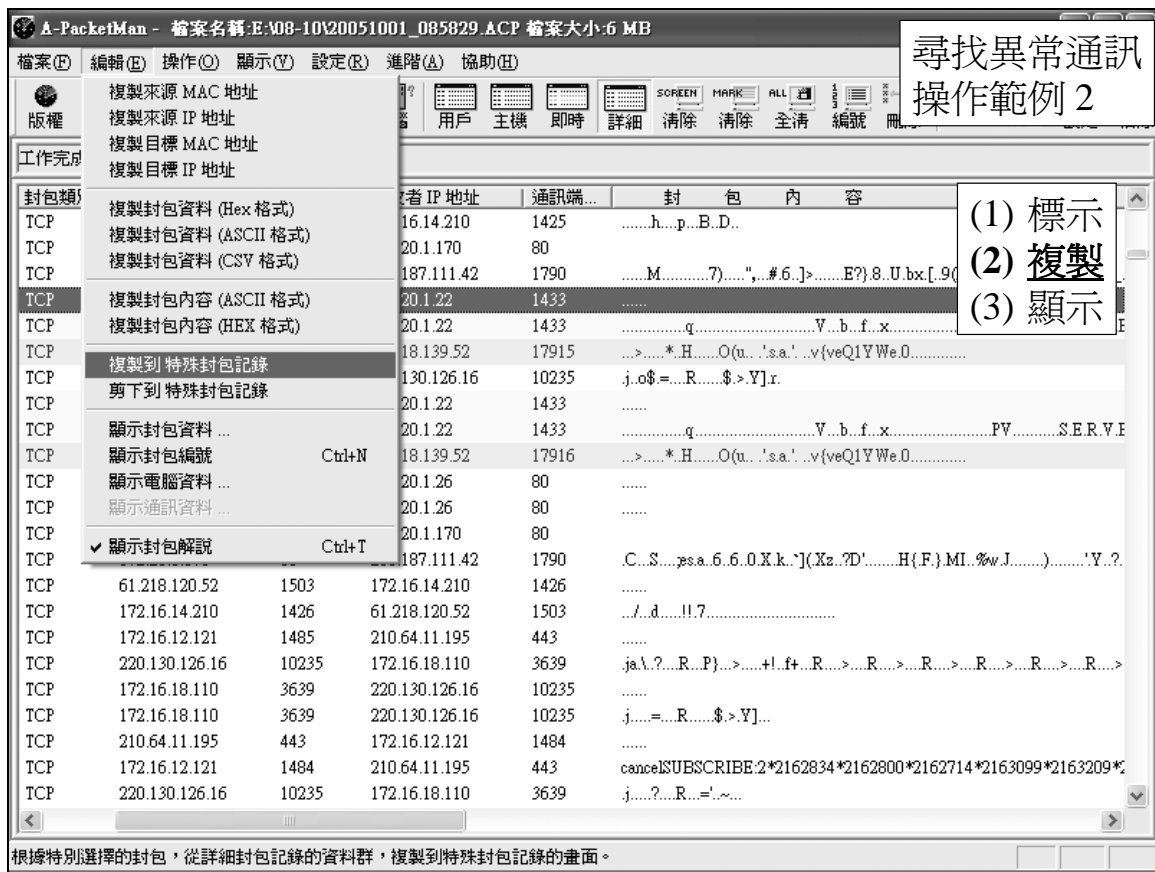 A-PacketMan - 檔案名稱:E:\08-10\20051001_085829.ACP 檔案大小:6 MB
尋找異常通訊
操作範例 2
檔案(F) 編輯(E) 操作(O) 顯示(V) 設定(R) 進階(A) 協助(H)
版權 用戶 主機 即時 詳細 清除 清除 全清 編號
SCREEN MARK ALL
工作完成
複製來源 MAC 地址
複製來源 IP 地址
複製目標 MAC 地址
複製目標 IP 地址
複製封包資料 (Hex 格式)
複製封包資料 (ASCII 格式)
複製封包資料 (CSV 格式)
複製封包內容 (ASCII 格式)
複製封包內容 (HEX 格式)
複製到 特殊封包記錄
剪下到 特殊封包記錄
顯示封包資料 ...
顯示封包編號 Ctrl+N
顯示電腦資料 ...
顯示通訊資料 ...
✓ 顯示封包解說 Ctrl+T
(1) 標示
(2) 複製
(3) 顯示
封包類別 者 IP 地址 通訊端... 封 包 內 容
TCP 16.14.210 1425 .......h...p...B..D..
TCP 20.1.170 80
TCP 187.111.42 1790 .....M...........7).....",...#.6..]>.......E?}.8..U.bx.[..9(
TCP 20.1.22 1433 ......
TCP 20.1.22 1433 ...............q............................V...b...f...x
TCP 18.139.52 17915 ...>.....*..H.....O(u.. .'.s.a.'. ..v{veQ1YWe.0.............
TCP 130.126.16 10235 .j..o$.=....R......$.>.Y].r.
TCP 20.1.22 1433 ......
TCP 20.1.22 1433 ...............q............................V...b...f...x.......................PV...........S.E.R.V.E
TCP 18.139.52 17916 ...>.....*..H.....O(u.. .'.s.a.'. ..v{veQ1YWe.0.............
TCP 20.1.26 80 ......
TCP 20.1.26 80 ......
TCP 20.1.170 80
TCP 187.111.42 1790 .C...S....;es.a..6..6..0.X.k..`](.Xz..?D'........H{.F.}.MI..%w.J.......)........'.Y..?.
TCP 61.218.120.52 1503 172.16.14.210 1426 ......
TCP 172.16.14.210 1426 61.218.120.52 1503 .../..d.....!!.7.............................
TCP 172.16.12.121 1485 210.64.11.195 443 ......
TCP 220.130.126.16 10235 172.16.18.110 3639 .ja.\..?...R...P}...>.....+!..f+...R....>....R....>....R....>....R....>....R....>....R....>
TCP 172.16.18.110 3639 220.130.126.16 10235 ......
TCP 172.16.18.110 3639 220.130.126.16 10235 .j.....=....R......$.>.Y]...
TCP 210.64.11.195 443 172.16.12.121 1484 ......
TCP 172.16.12.121 1484 210.64.11.195 443 cancelSUBSCRIBE:2*2162834*2162800*2162714*2163099*2163209*2
TCP 220.130.126.16 10235 172.16.18.110 3639 .j.....?....R...='..~...
根據特別選擇的封包，從詳細封包記錄的資料群，複製到特殊封包記錄的畫面。